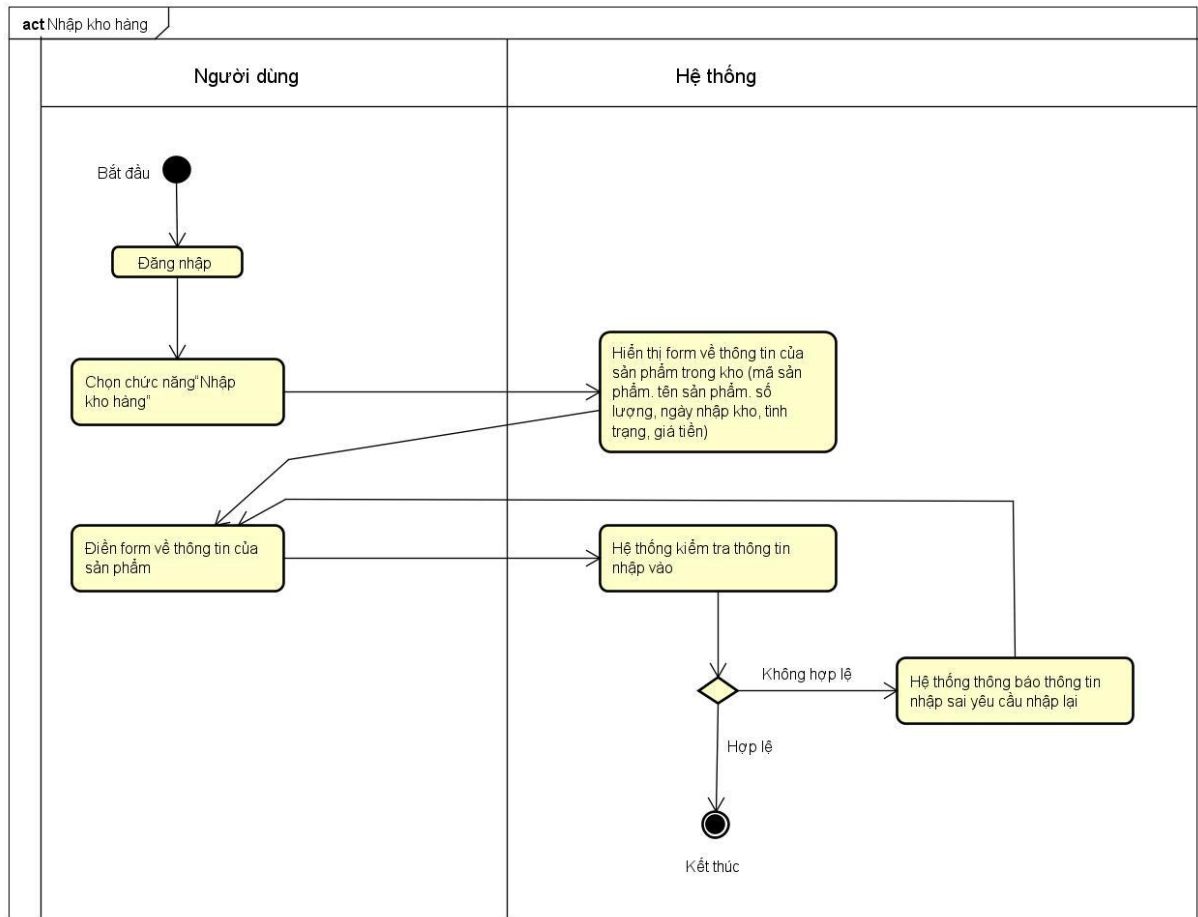 act Nhập kho hàng
Người dùng
Hệ thống
Bắt đầu
Đăng nhập
Chọn chức năng"Nhập
kho hàng"
Hiển thị form về thông tin của
sản phẩm trong kho (mã sản
phẩm. tên sản phẩm. số
lượng, ngày nhập kho, tình
trạng, giá tiền)
Điền form về thông tin của
sản phẩm
Hệ thống kiểm tra thông tin
nhập vào
Không hợp lệ
Hệ thống thông báo thông tin
nhập sai yêu cầu nhập lại
Hợp lệ
Kết thúc